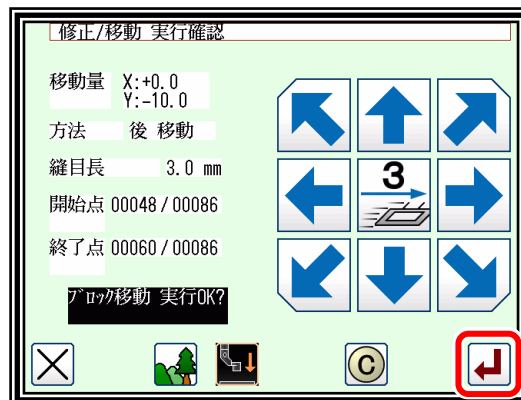 修正/移動 実行確認
移動量 X:+0.0
Y:-10.0
方法 後 移動
縫目長 3.0 mm
開始点 00048/00086
終了点 00060/00086
ブロック移動 実行OK?
3
C